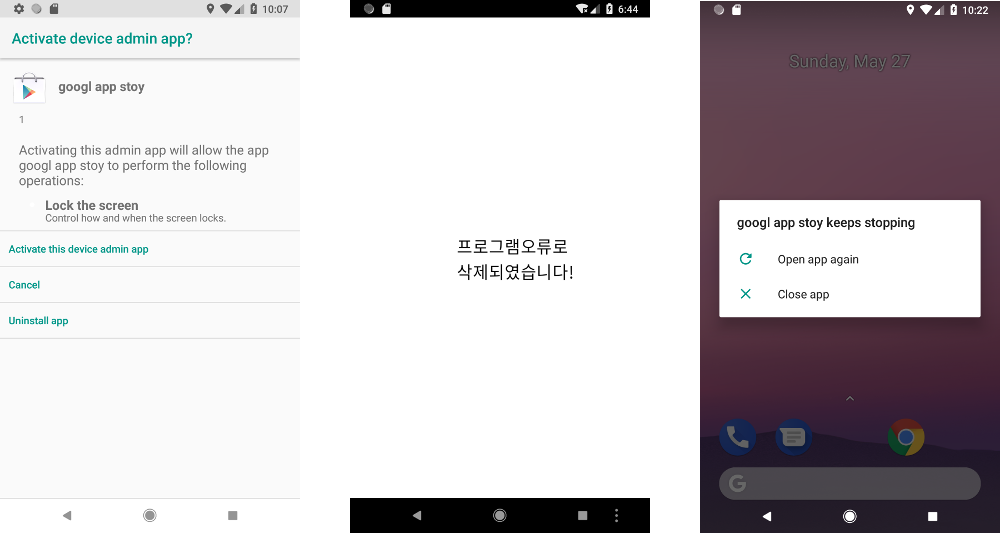 10:07
Activate device admin app?
googl app stoy
1
Activating this admin app will allow the app
googl app stoy to perform the following
operations:
Lock the screen
Control how and when the screen locks.
Activate this device admin app
Cancel
Uninstall app
6:44
프로그램오류로
삭제되였습니다!
10:22
Sunday, May 27
googl app stoy keeps stopping
Open app again
Close app
G